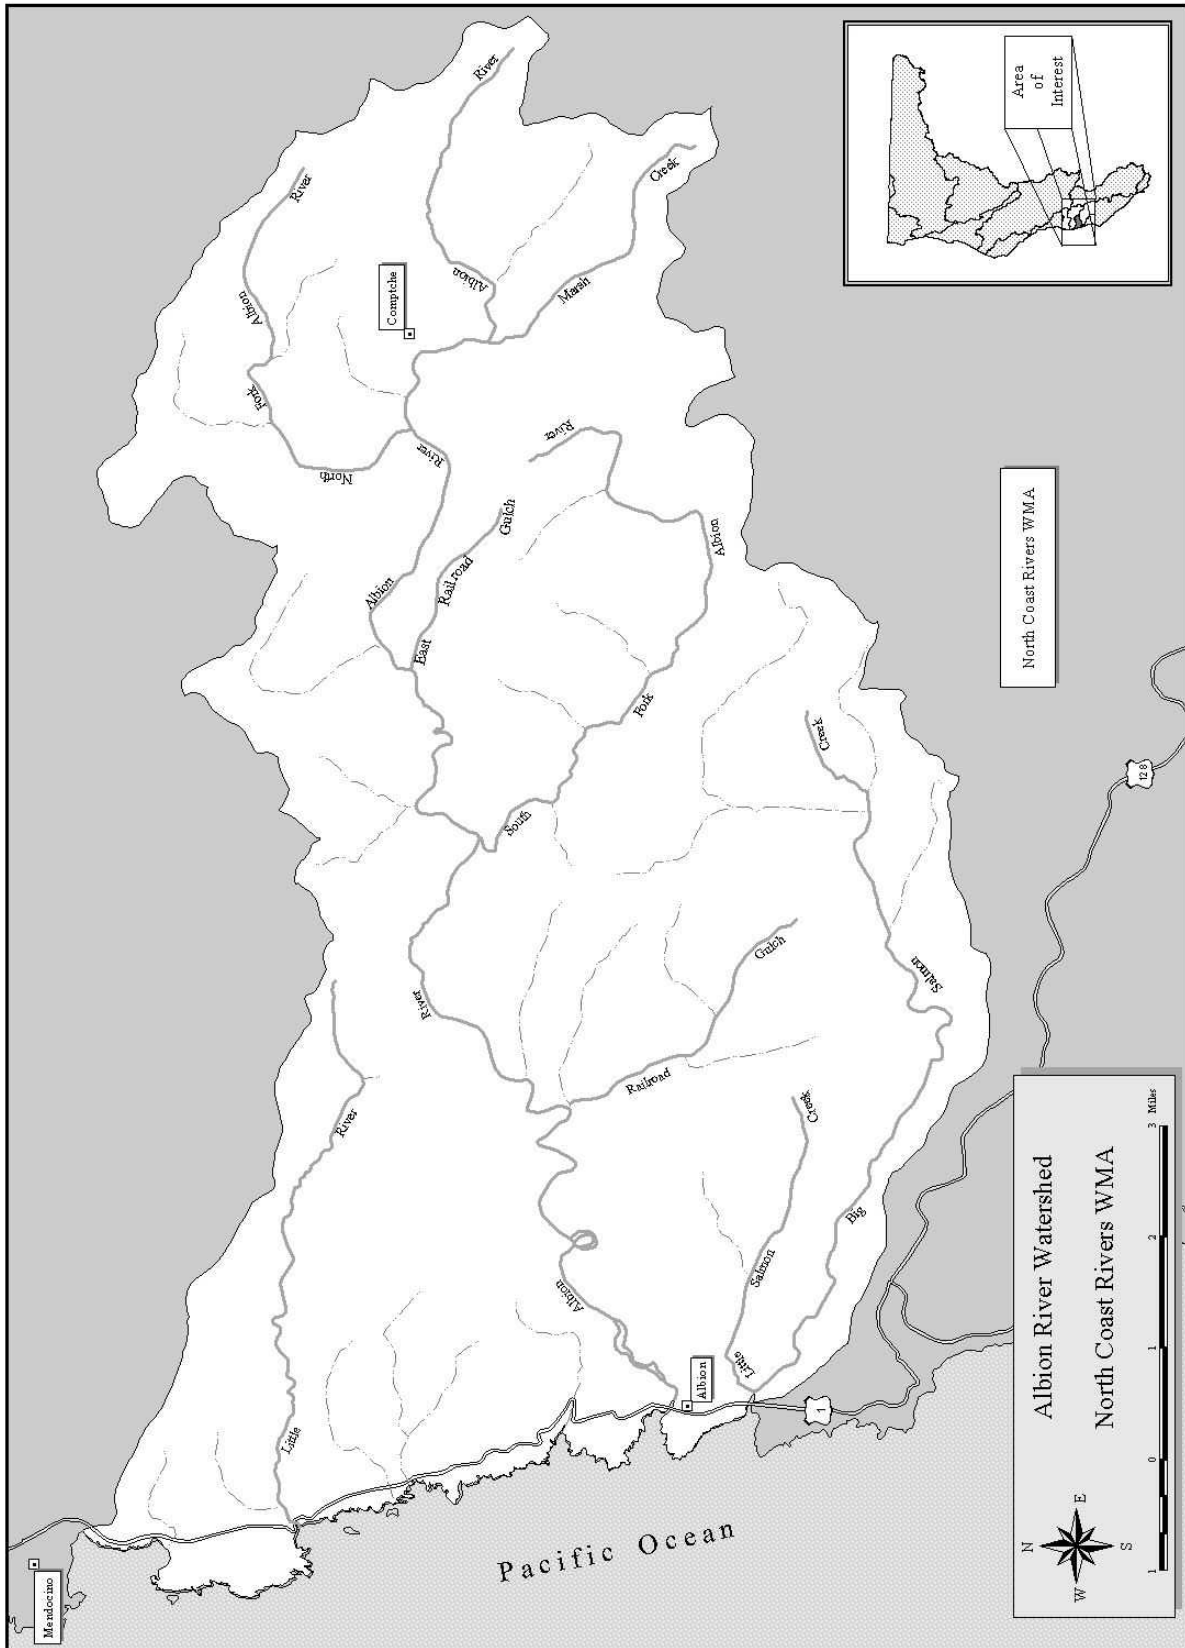 Mendocino
Little
River
North
Fork
Albion
River
Comptche
Albion
River
Marsh
Creek
Albion
River
East
Railroad
Gulch
Albion
River
South
Fork
Albion
River
Railroad
Gulch
Albion
Little
Salmon
Creek
Big
Salmon
Creek
Pacific Ocean
1
128
Area
of
Interest
North Coast Rivers WMA
Albion River Watershed
North Coast Rivers WMA
N
W
E
S
1 0 1 2 3 Miles